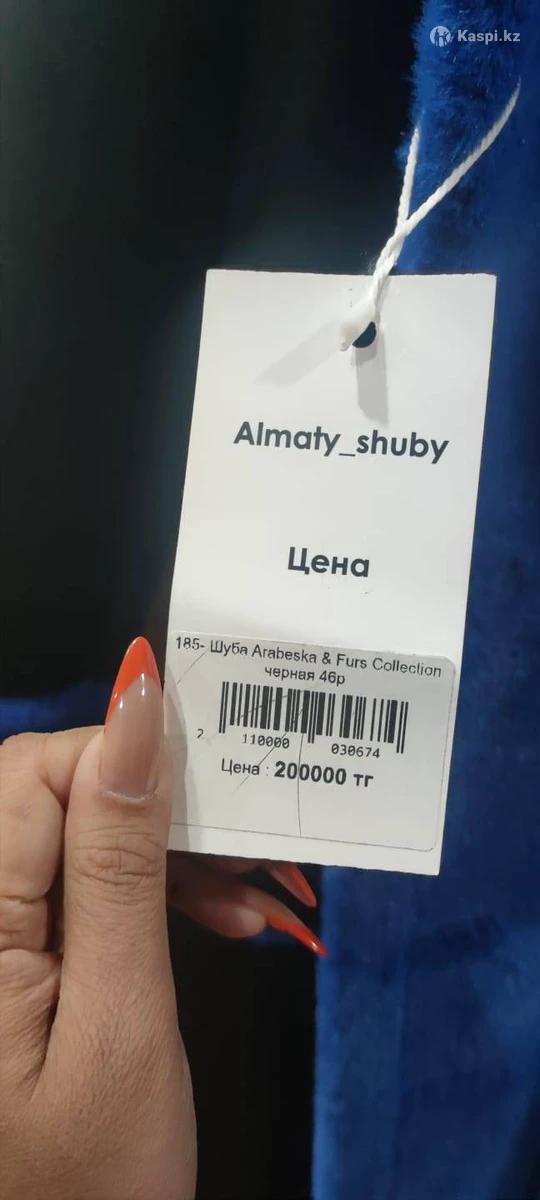 Kaspi.kz
Almaty_shuby
Цена
185- Шуба Arabeska & Furs Collection
черная 46р
2 110000 030674
Цена : 200000 тг